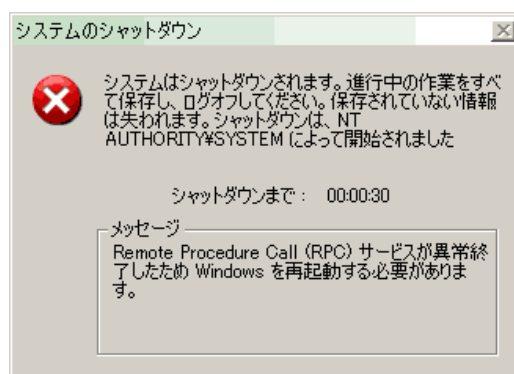 システムのシャットダウン
システムはシャットダウンされます。進行中の作業をすべ
て保存し、ログオフしてください。保存されていない情報
は失われます。シャットダウンは、NT
AUTHORITY¥SYSTEM によって開始されました
シャットダウンまで： 00:00:30
メッセージ
Remote Procedure Call (RPC) サービスが異常終
了したため Windows を再起動する必要がありま
す。